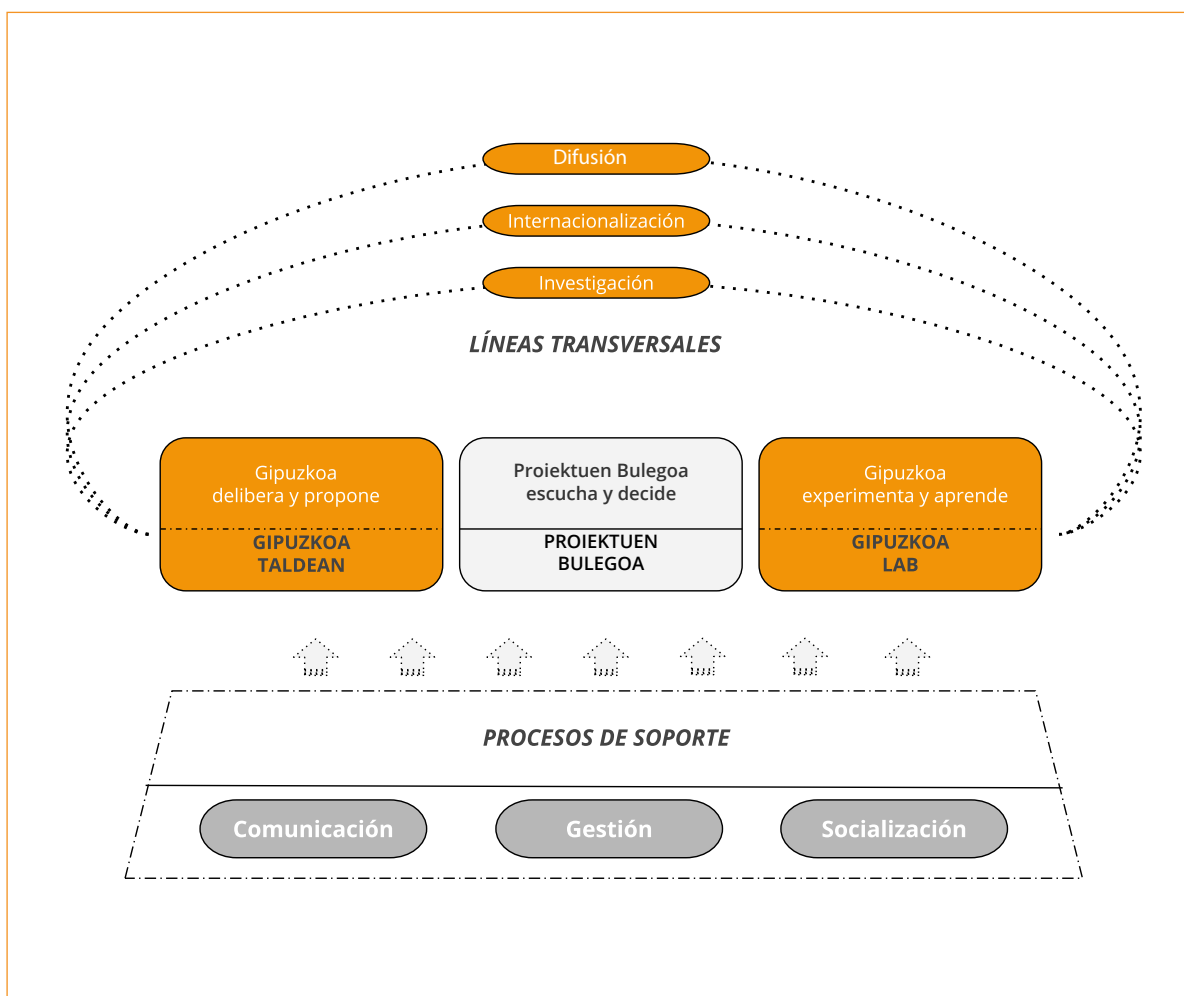 Difusión
Internacionalización
Investigación
LÍNEAS TRANSVERSALES
Gipuzkoa
delibera y propone
GIPUZKOA
TALDEAN
Proiektuen Bulegoa
escucha y decide
PROIEKTUEN
BULEGOA
Gipuzkoa
experimenta y aprende
GIPUZKOA
LAB
PROCESOS DE SOPORTE
Comunicación
Gestión
Socialización